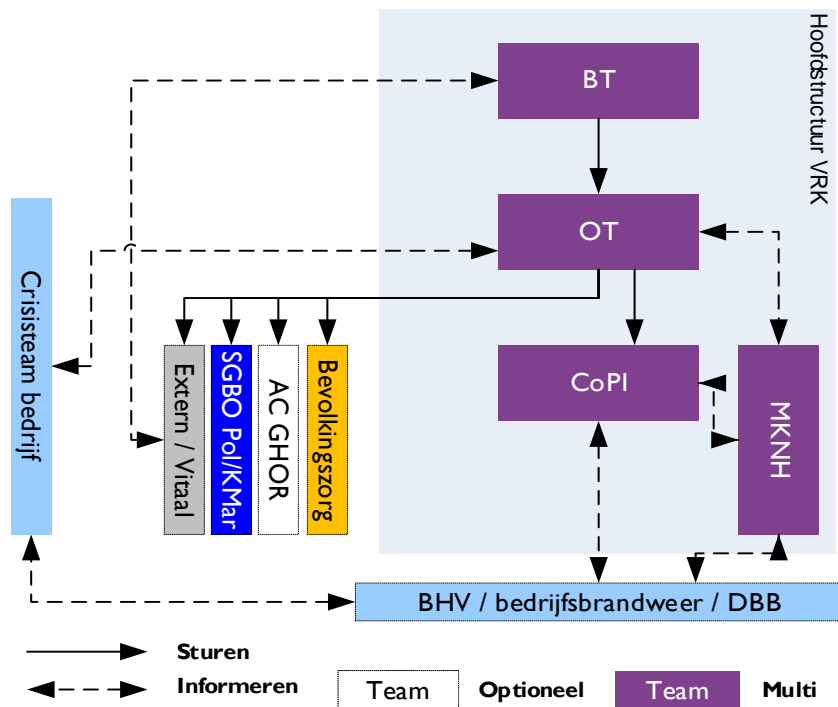 Hoofdstructuur VRK
BT
OT
CoPI
MKNH
Crisisteam bedrijf
Extern / Vitaal
SGBO Pol/KMar
AC GHOR
Bevolkingszorg
BHV / bedrijfsbrandweer / DBB
Sturen
Informeren
Team
Optioneel
Team
Multi